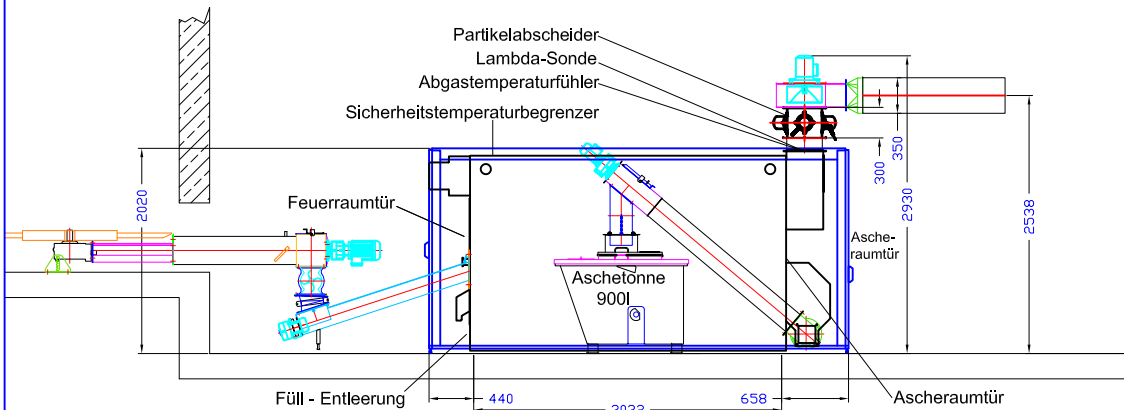 Partikelabscheider
Lambda-Sonde
Abgastemperaturfühler
Sicherheitstemperaturbegrenzer
Feuerraumtür
Aschetonne
900l
Asche-
raumtür
2020
300
350
2930
2538
Füll - Entleerung
440
658
Ascheraumtür